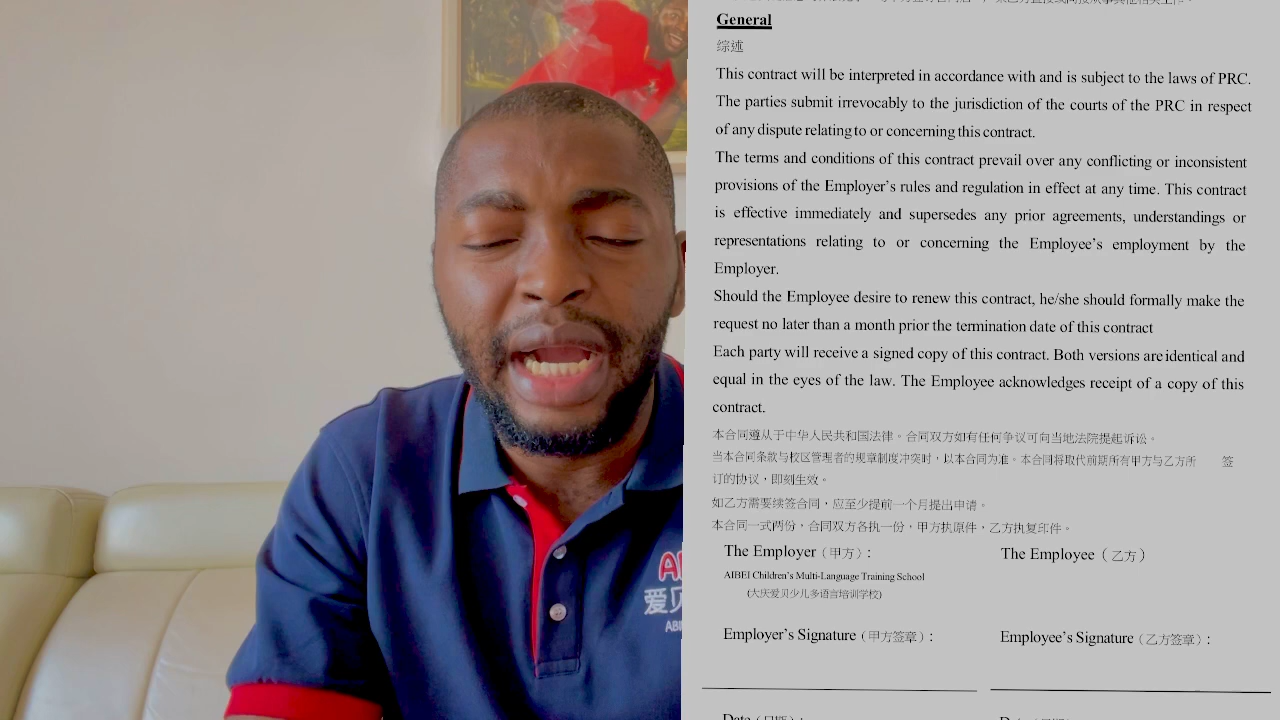 General
综述
This contract will be interpreted in accordance with and is subject to the laws of PRC.
The parties submit irrevocably to the jurisdiction of the courts of the PRC in respect
of any dispute relating to or concerning this contract.
The terms and conditions of this contract prevail over any conflicting or inconsistent
provisions of the Employer's rules and regulation in effect at any time. This contract
is effective immediately and supersedes any prior agreements, understandings or
representations relating to or concerning the Employee's employment by the
Employer.
Should the Employee desire to renew this contract, he/she should formally make the
request no later than a month prior the termination date of this contract
Each party will receive a signed copy of this contract. Both versions are identical and
equal in the eyes of the law. The Employee acknowledges receipt of a copy of this
contract.
本合同遵从于中华人民共和国法律。合同双方如有任何争议可向当地法院提起诉讼。
当本合同条款与校区管理者的规章制度冲突时，以本合同为准。本合同将取代前期所有甲方与乙方所 签
订的协议，即刻生效。
如乙方需要续签合同，应至少提前一个月提出申请。
本合同一式两份，合同双方各执一份，甲方执原件，乙方执复印件。
The Employer（甲方）: The Employee（乙方）
AIBEI Children's Multi-Language Training School
(大庆爱贝少儿多语言培训学校)
Employer's Signature（甲方签章）: Employee's Signature（乙方签章）:
爱